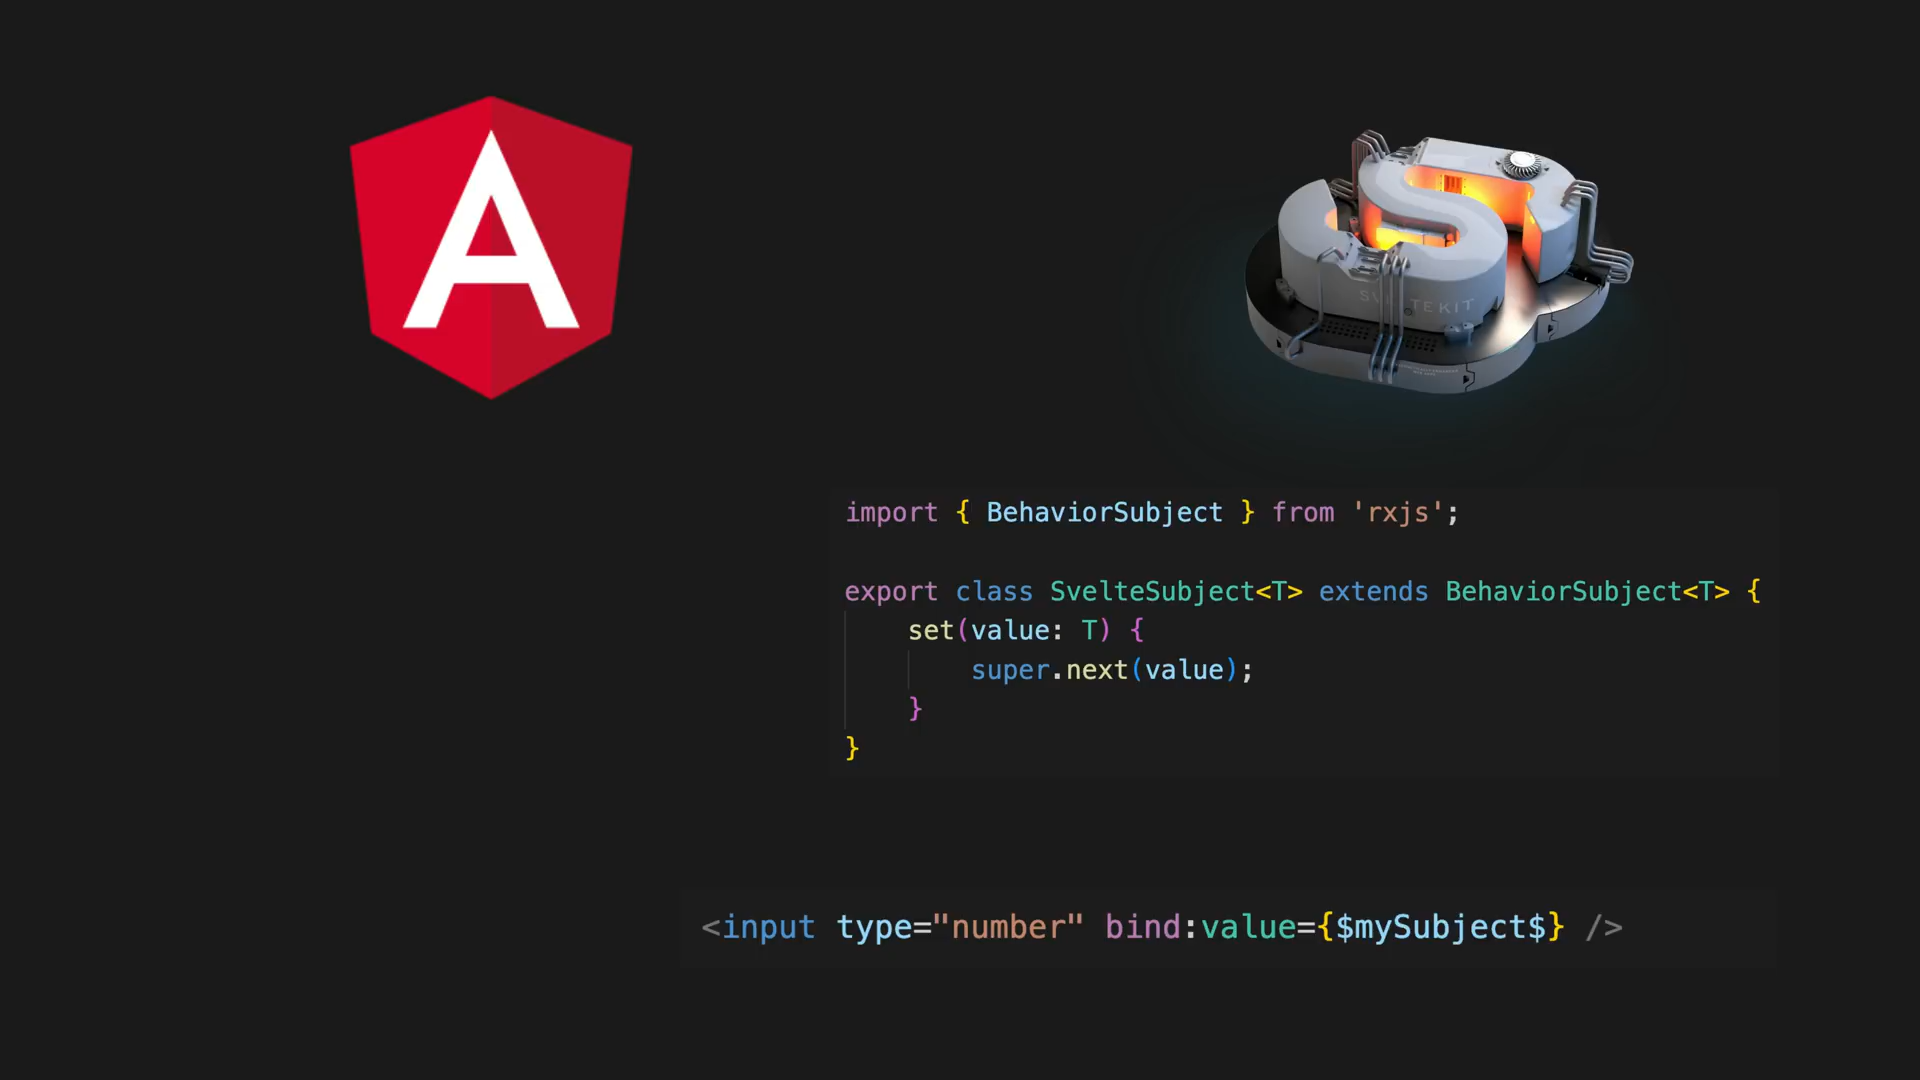 A
SVELTEKIT
import { BehaviorSubject } from 'rxjs';
export class SvelteSubject<T> extends BehaviorSubject<T> {
    set(value: T) {
        super.next(value);
    }
}
<input type="number" bind:value={$mySubject$} />